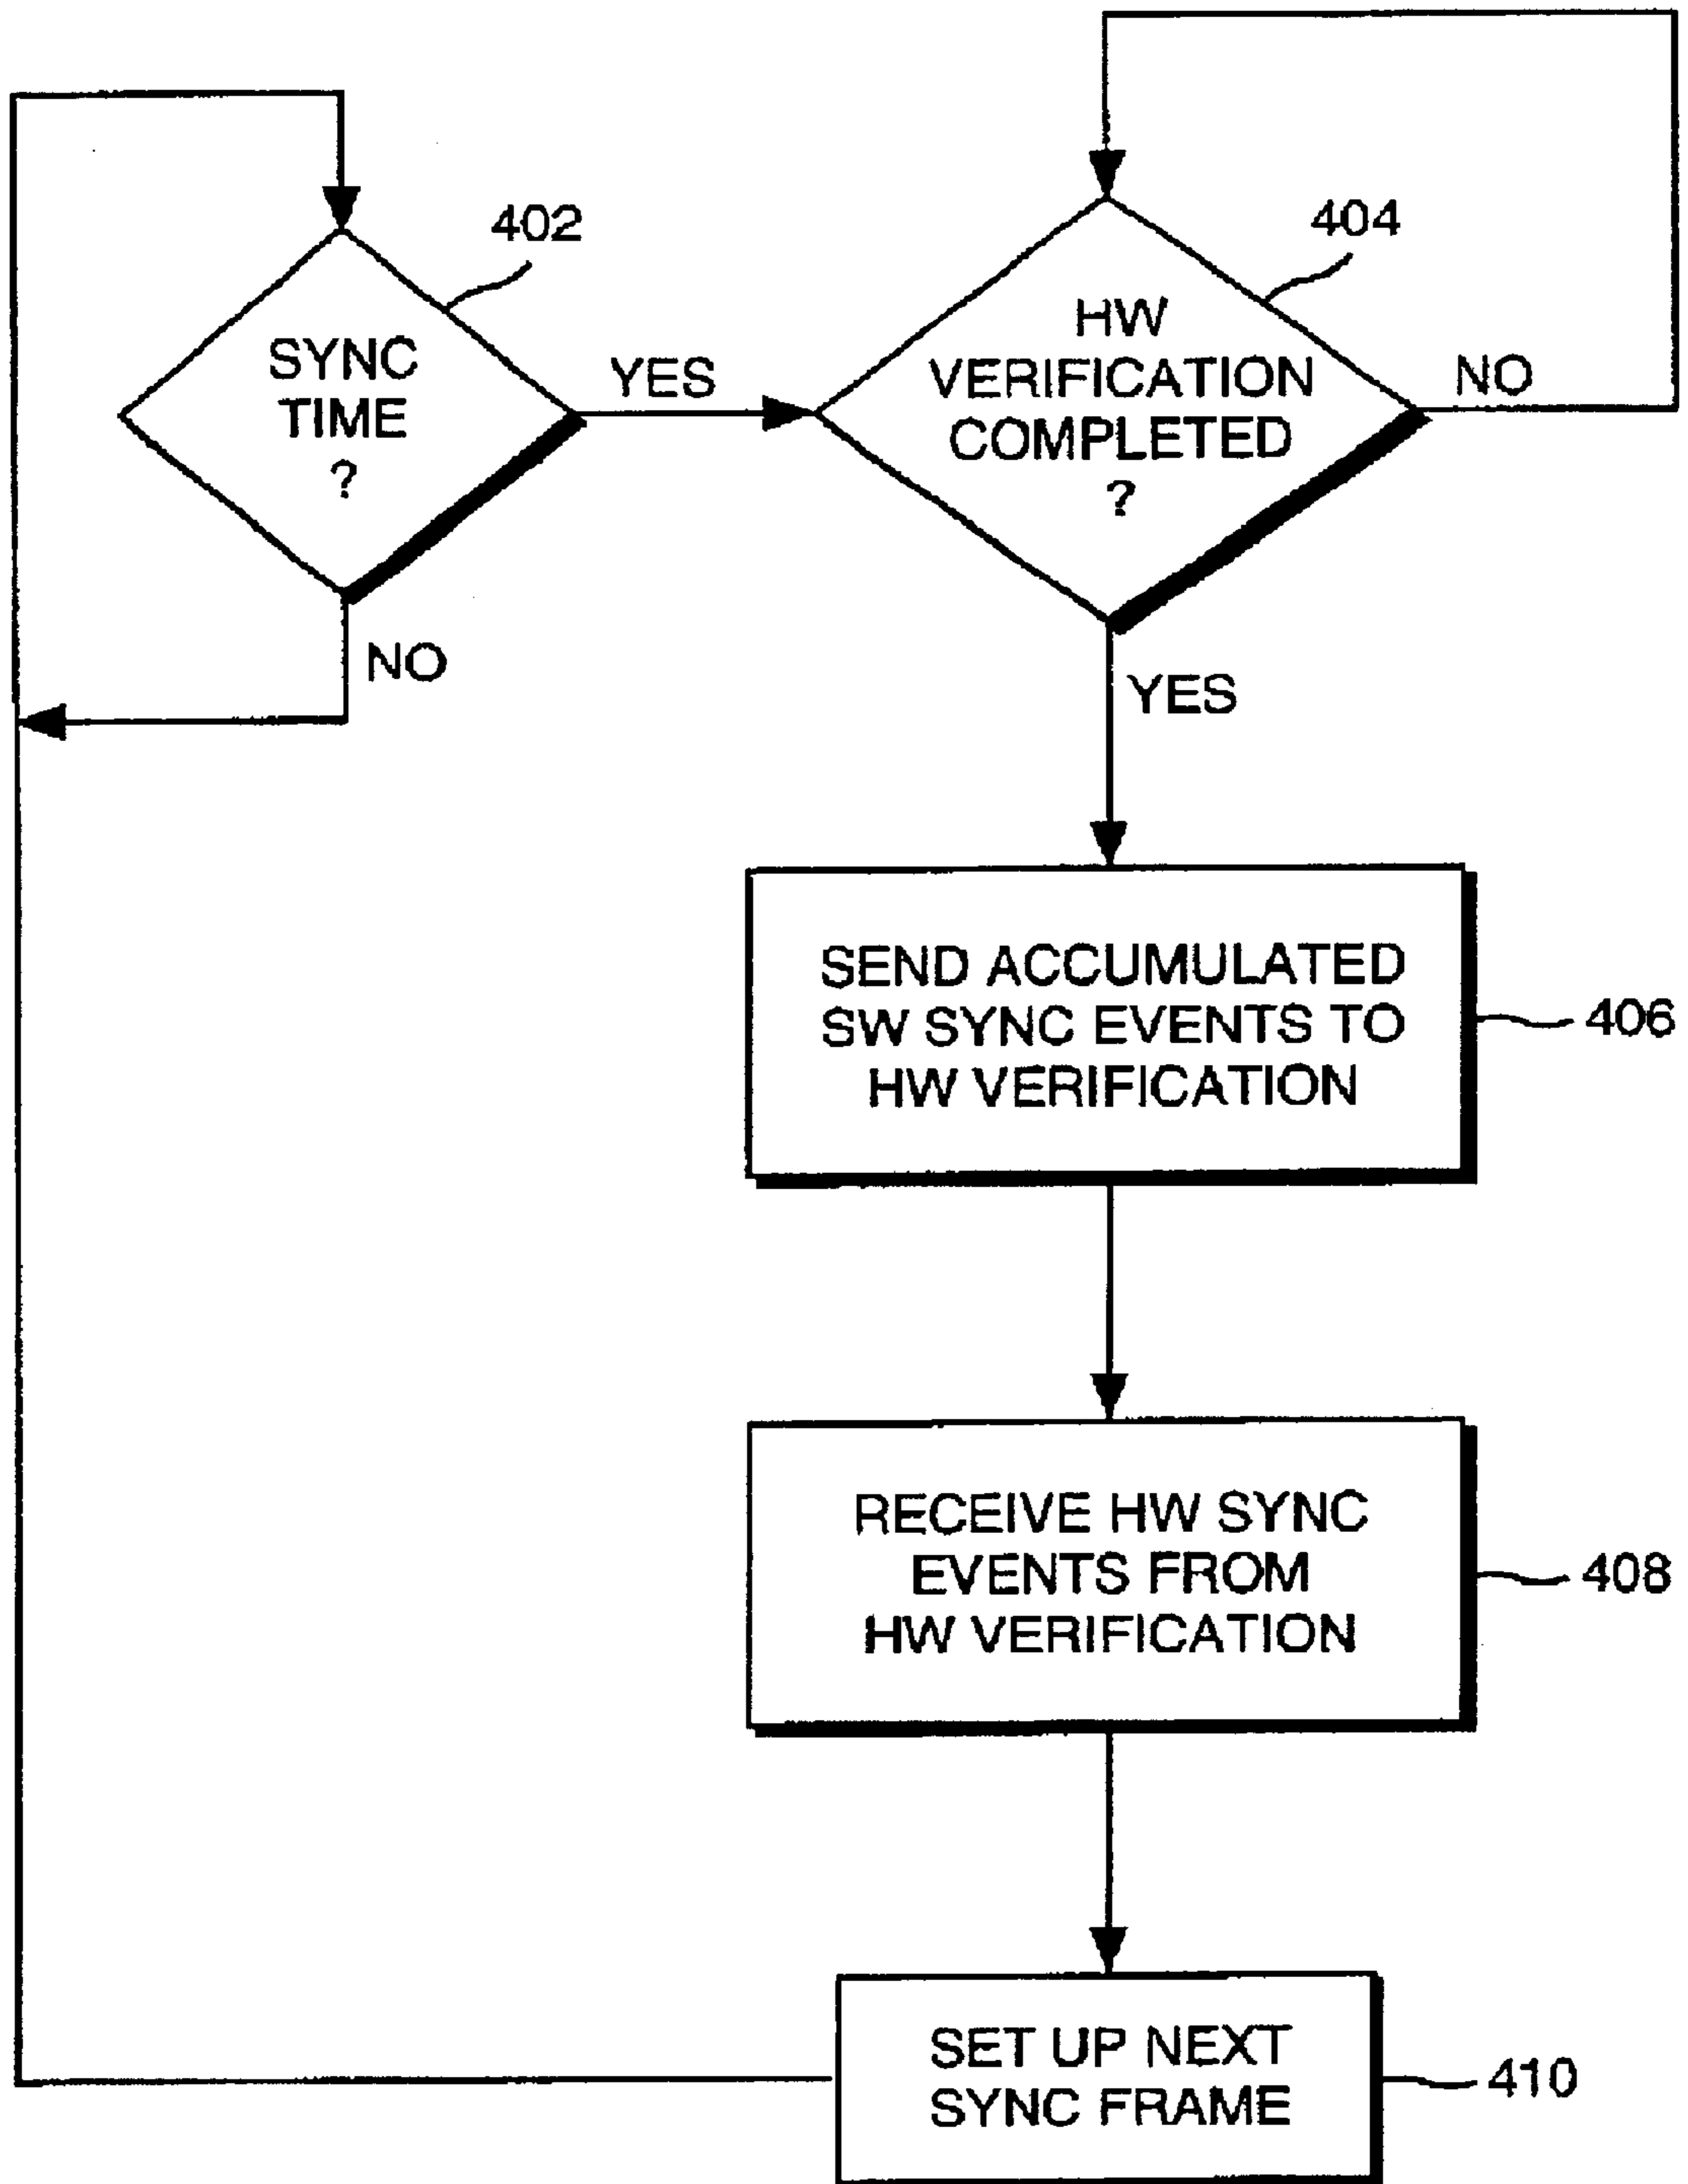 402
SYNC
TIME
?
YES
NO
404
HW
VERIFICATION
COMPLETED
?
NO
YES
SEND ACCUMULATED
SW SYNC EVENTS TO
HW VERIFICATION
406
RECEIVE HW SYNC
EVENTS FROM
HW VERIFICATION
408
SET UP NEXT
SYNC FRAME
410